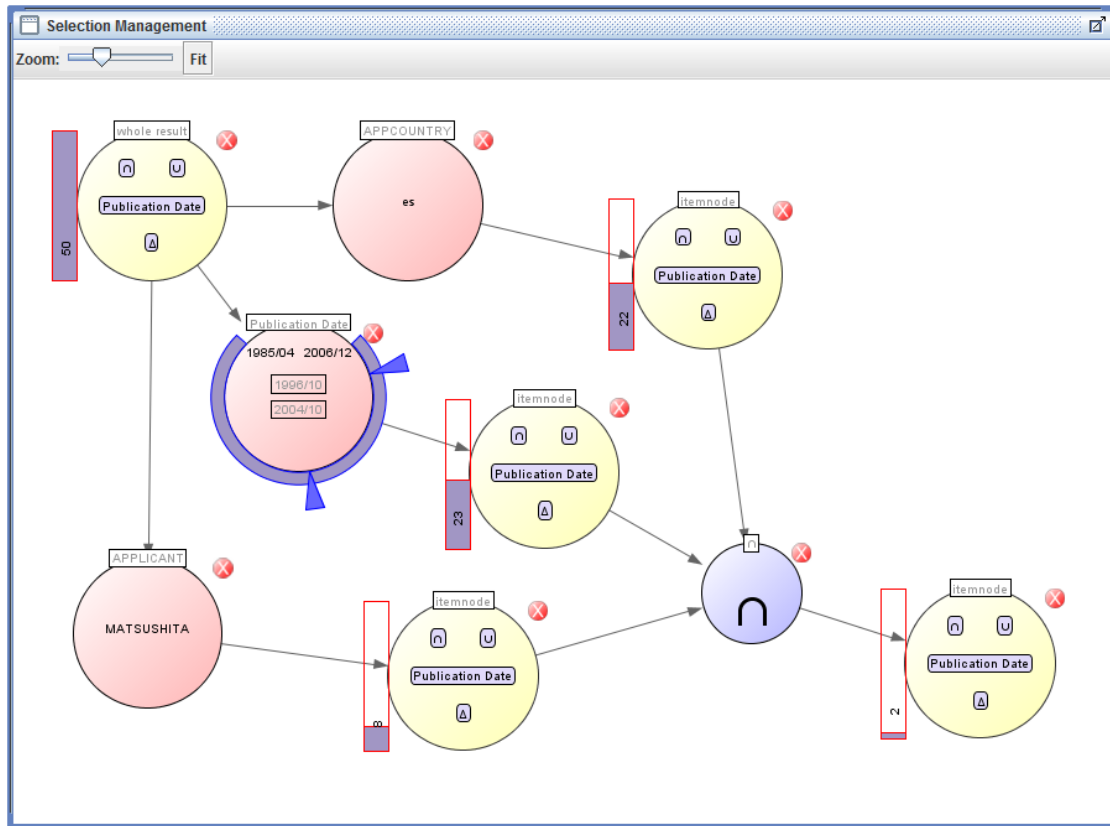 Selection Management
Zoom: Fit
whole result
∩ ∪
Publication Date
Δ
50
APPCOUNTRY
es
itemnode
∩ ∪
Publication Date
Δ
22
Publication Date
1985/04 2006/12
1996/10
2004/10
itemnode
∩ ∪
Publication Date
Δ
23
APPLICANT
MATSUSHITA
itemnode
∩ ∪
Publication Date
Δ
8
∩
∩
itemnode
∩ ∪
Publication Date
Δ
2